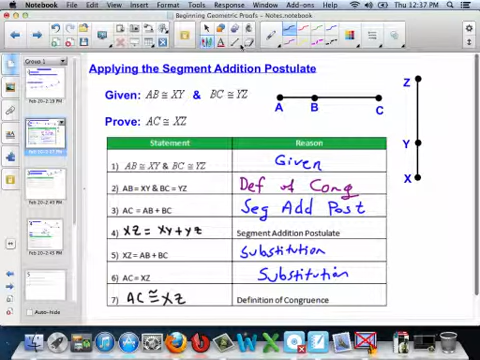 Notebook File Edit View Insert Format Tools Response Window Help Thu 12:37 PM
Beginning Geometric Proofs
Group 1
Applying the Segment Addition Postulate
Given: AB ≅ XY & BC ≅ YZ
Prove: AC ≅ XZ
A B C
Z
Y
X
Statement Reason
1) AB ≅ XY & BC ≅ YZ Given
2) AB = XY & BC = YZ Def of Cong
3) AC = AB + BC Seg Add Post
4) XZ = XY + YZ Segment Addition Postulate
5) XZ = AB + BC Substitution
6) AC = XZ Substitution
7) AC ≅ XZ Definition of Congruence
Auto-Hide